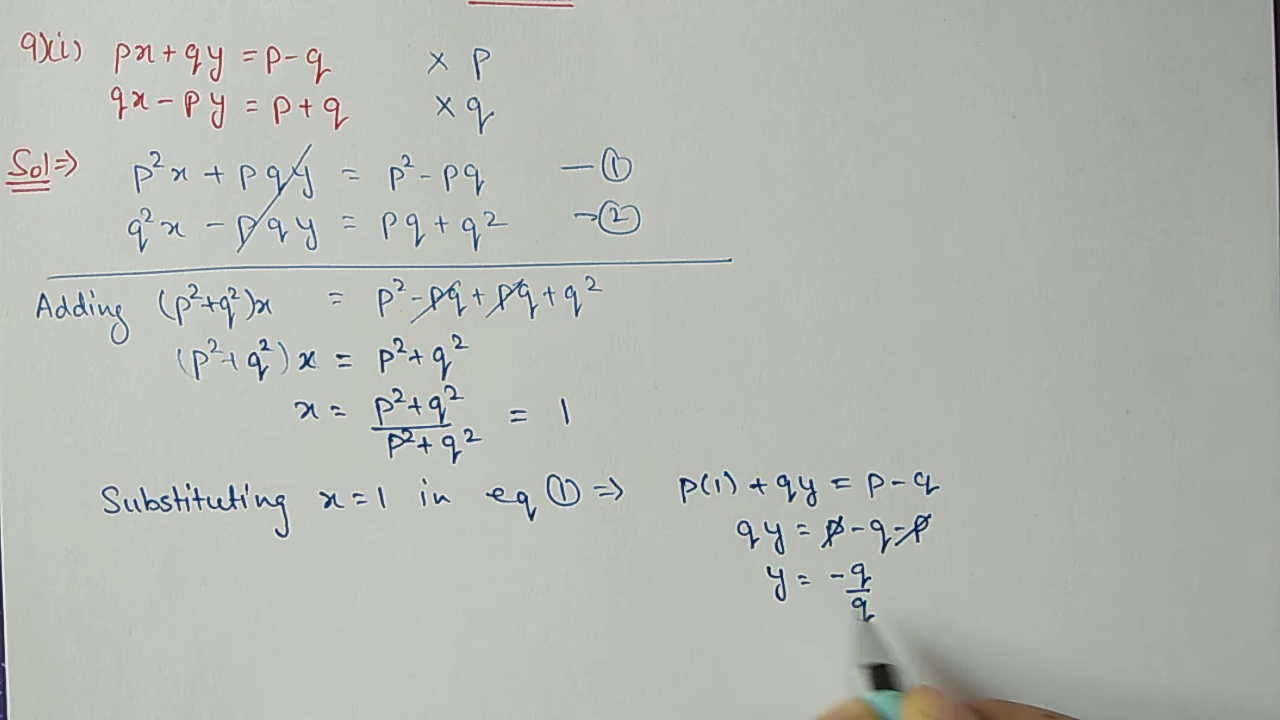 9)(i) px + qy = p - q × p
qx - py = p + q × q
Sol⇒ p²x + pqy = p² - pq — ①
q²x - pqy = pq + q² → ②
Adding (p²+q²)x = p² - pq + pq + q²
(p²+q²)x = p²+q²
x = p²+q²/p²+q² = 1
Substituting x=1 in eq ① ⇒ p(1) + qy = p - q
qy = p - q - p
y = -q/q